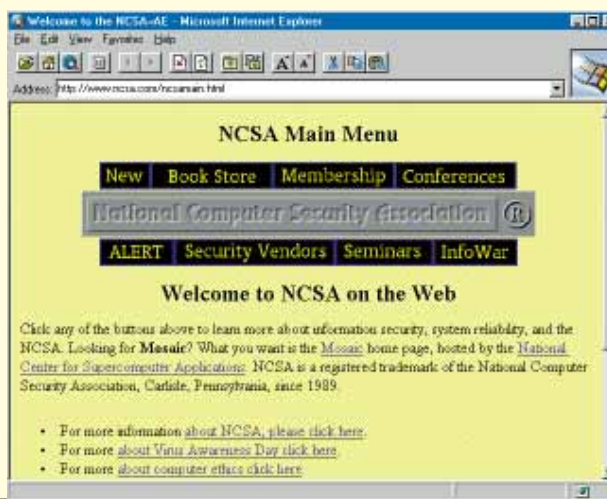 Welcome to the NCSA-AE - Microsoft Internet Explorer
File Edit View Favorites Help
Address: http://www.ncsa.com/ncsamain.html
NCSA Main Menu
New Book Store Membership Conferences
National Computer Security Association ®
ALERT Security Vendors Seminars InfoWar
Welcome to NCSA on the Web
Click any of the buttons above to learn more about information security, system reliability, and the
NCSA. Looking for Mosaic? What you want is the Mosaic home page, hosted by the National
Center for Supercomputer Applications. NCSA is a registered trademark of the National Computer
Security Association, Carlisle, Pennsylvania, since 1989.
• For more information about NCSA, please click here.
• For more about Virus Awareness Day click here.
• For more about computer ethics click here